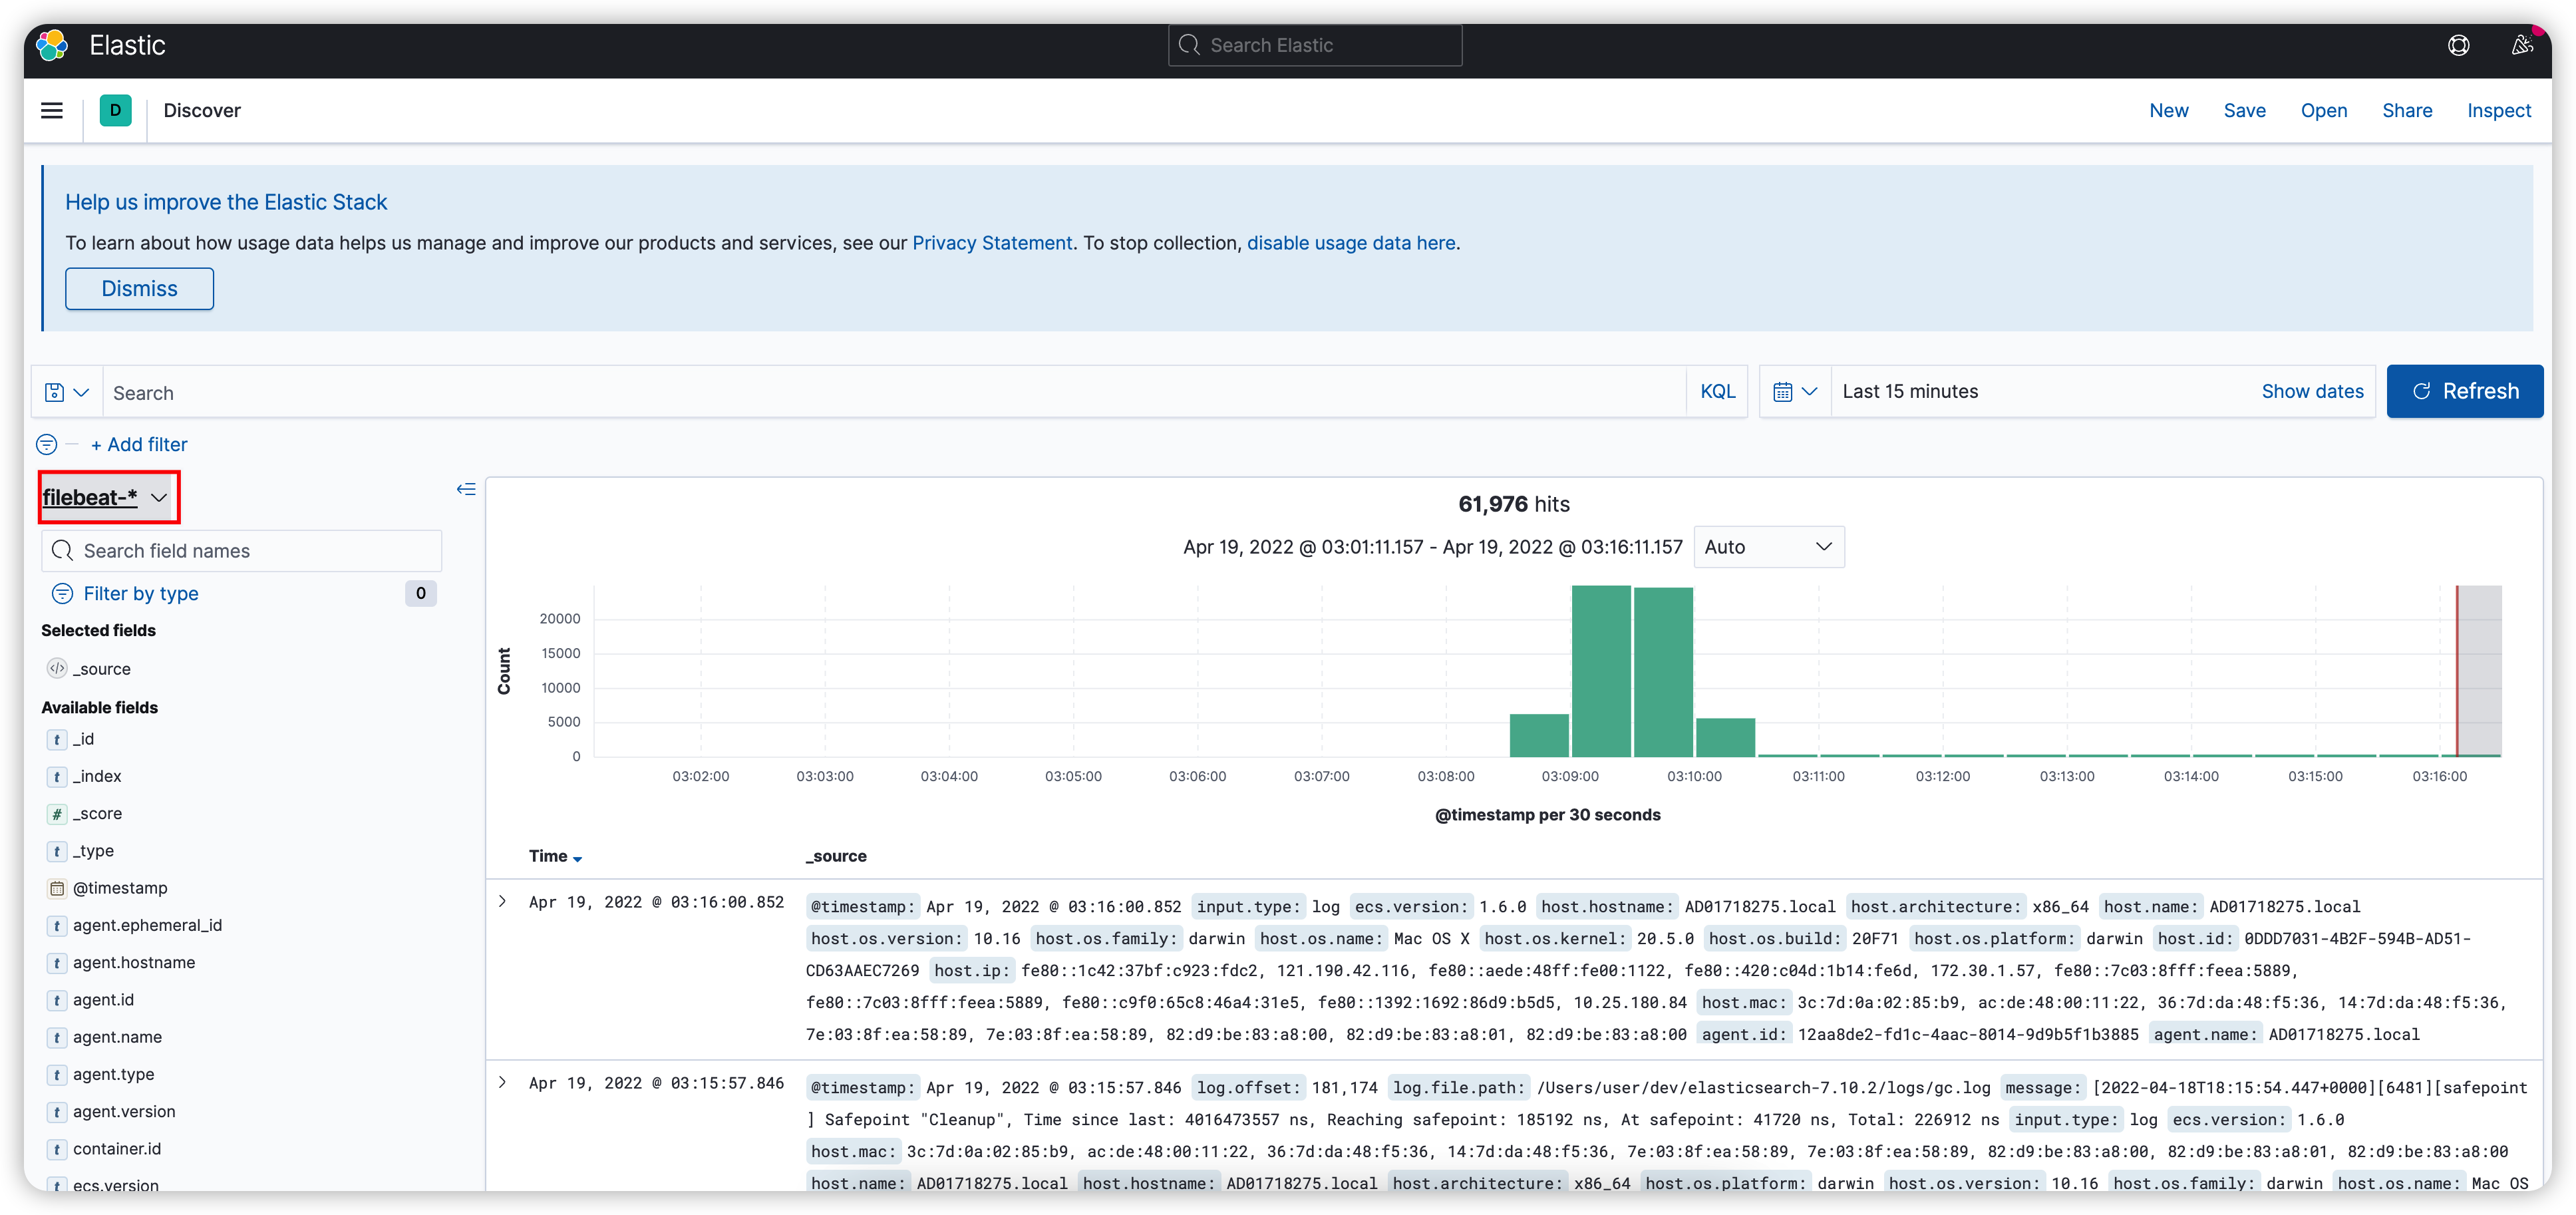 Elastic
Search Elastic
D
Discover
New
Save
Open
Share
Inspect
Help us improve the Elastic Stack
To learn about how usage data helps us manage and improve our products and services, see our Privacy Statement. To stop collection, disable usage data here.
Dismiss
Search
KQL
Last 15 minutes
Show dates
Refresh
+ Add filter
filebeat-*
Search field names
Filter by type
0
Selected fields
_source
Available fields
t _id
t _index
# _score
t _type
@timestamp
t agent.ephemeral_id
t agent.hostname
t agent.id
t agent.name
t agent.type
t agent.version
t container.id
t ecs.version
61,976 hits
Apr 19, 2022 @ 03:01:11.157 - Apr 19, 2022 @ 03:16:11.157
Auto
Count
20000
15000
10000
5000
0
03:02:00
03:03:00
03:04:00
03:05:00
03:06:00
03:07:00
03:08:00
03:09:00
03:10:00
03:11:00
03:12:00
03:13:00
03:14:00
03:15:00
03:16:00
@timestamp per 30 seconds
Time
_source
Apr 19, 2022 @ 03:16:00.852
@timestamp: Apr 19, 2022 @ 03:16:00.852 input.type: log ecs.version: 1.6.0 host.hostname: AD01718275.local host.architecture: x86_64 host.name: AD01718275.local
host.os.version: 10.16 host.os.family: darwin host.os.name: Mac OS X host.os.kernel: 20.5.0 host.os.build: 20F71 host.os.platform: darwin host.id: 0DDD7031-4B2F-594B-AD51-
CD63AAEC7269 host.ip: fe80::1c42:37bf:c923:fdc2, 121.190.42.116, fe80::aede:48ff:fe00:1122, fe80::420:c04d:1b14:fe6d, 172.30.1.57, fe80::7c03:8fff:feea:5889,
fe80::7c03:8fff:feea:5889, fe80::c9f0:65c8:46a4:31e5, fe80::1392:1692:86d9:b5d5, 10.25.180.84 host.mac: 3c:7d:0a:02:85:b9, ac:de:48:00:11:22, 36:7d:da:48:f5:36, 14:7d:da:48:f5:36,
7e:03:8f:ea:58:89, 7e:03:8f:ea:58:89, 82:d9:be:83:a8:00, 82:d9:be:83:a8:01, 82:d9:be:83:a8:00 agent.id: 12aa8de2-fd1c-4aac-8014-9d9b5f1b3885 agent.name: AD01718275.local
Apr 19, 2022 @ 03:15:57.846
@timestamp: Apr 19, 2022 @ 03:15:57.846 log.offset: 181,174 log.file.path: /Users/user/dev/elasticsearch-7.10.2/logs/gc.log message: [2022-04-18T18:15:54.447+0000][6481][safepoint
] Safepoint "Cleanup", Time since last: 4016473557 ns, Reaching safepoint: 185192 ns, At safepoint: 41720 ns, Total: 226912 ns input.type: log ecs.version: 1.6.0
host.mac: 3c:7d:0a:02:85:b9, ac:de:48:00:11:22, 36:7d:da:48:f5:36, 14:7d:da:48:f5:36, 7e:03:8f:ea:58:89, 7e:03:8f:ea:58:89, 82:d9:be:83:a8:00, 82:d9:be:83:a8:01, 82:d9:be:83:a8:00
host.name: AD01718275.local host.hostname: AD01718275.local host.architecture: x86_64 host.os.platform: darwin host.os.version: 10.16 host.os.family: darwin host.os.name: Mac OS